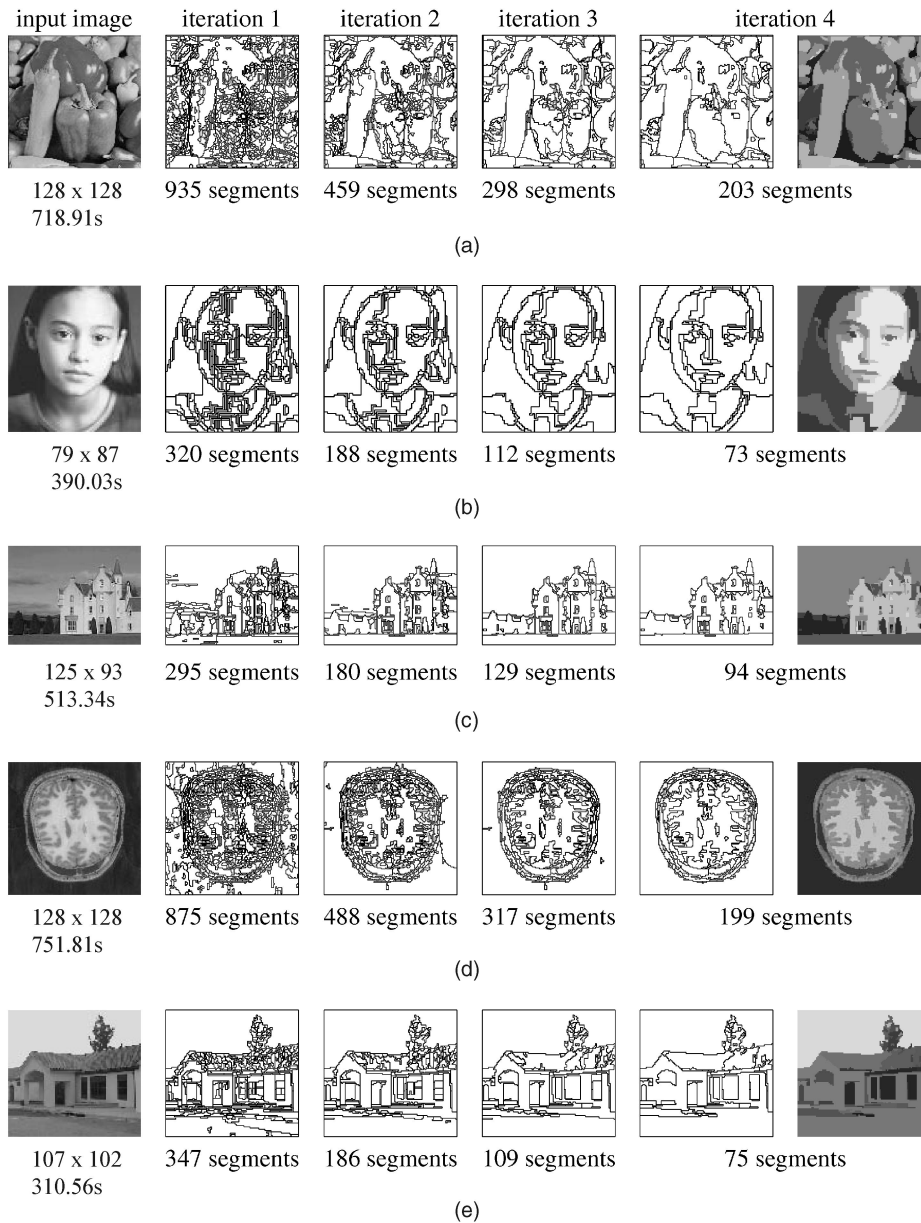 input image iteration 1 iteration 2 iteration 3 iteration 4
128 x 128 935 segments 459 segments 298 segments 203 segments
718.91s
(a)
79 x 87 320 segments 188 segments 112 segments 73 segments
390.03s
(b)
125 x 93 295 segments 180 segments 129 segments 94 segments
513.34s
(c)
128 x 128 875 segments 488 segments 317 segments 199 segments
751.81s
(d)
107 x 102 347 segments 186 segments 109 segments 75 segments
310.56s
(e)